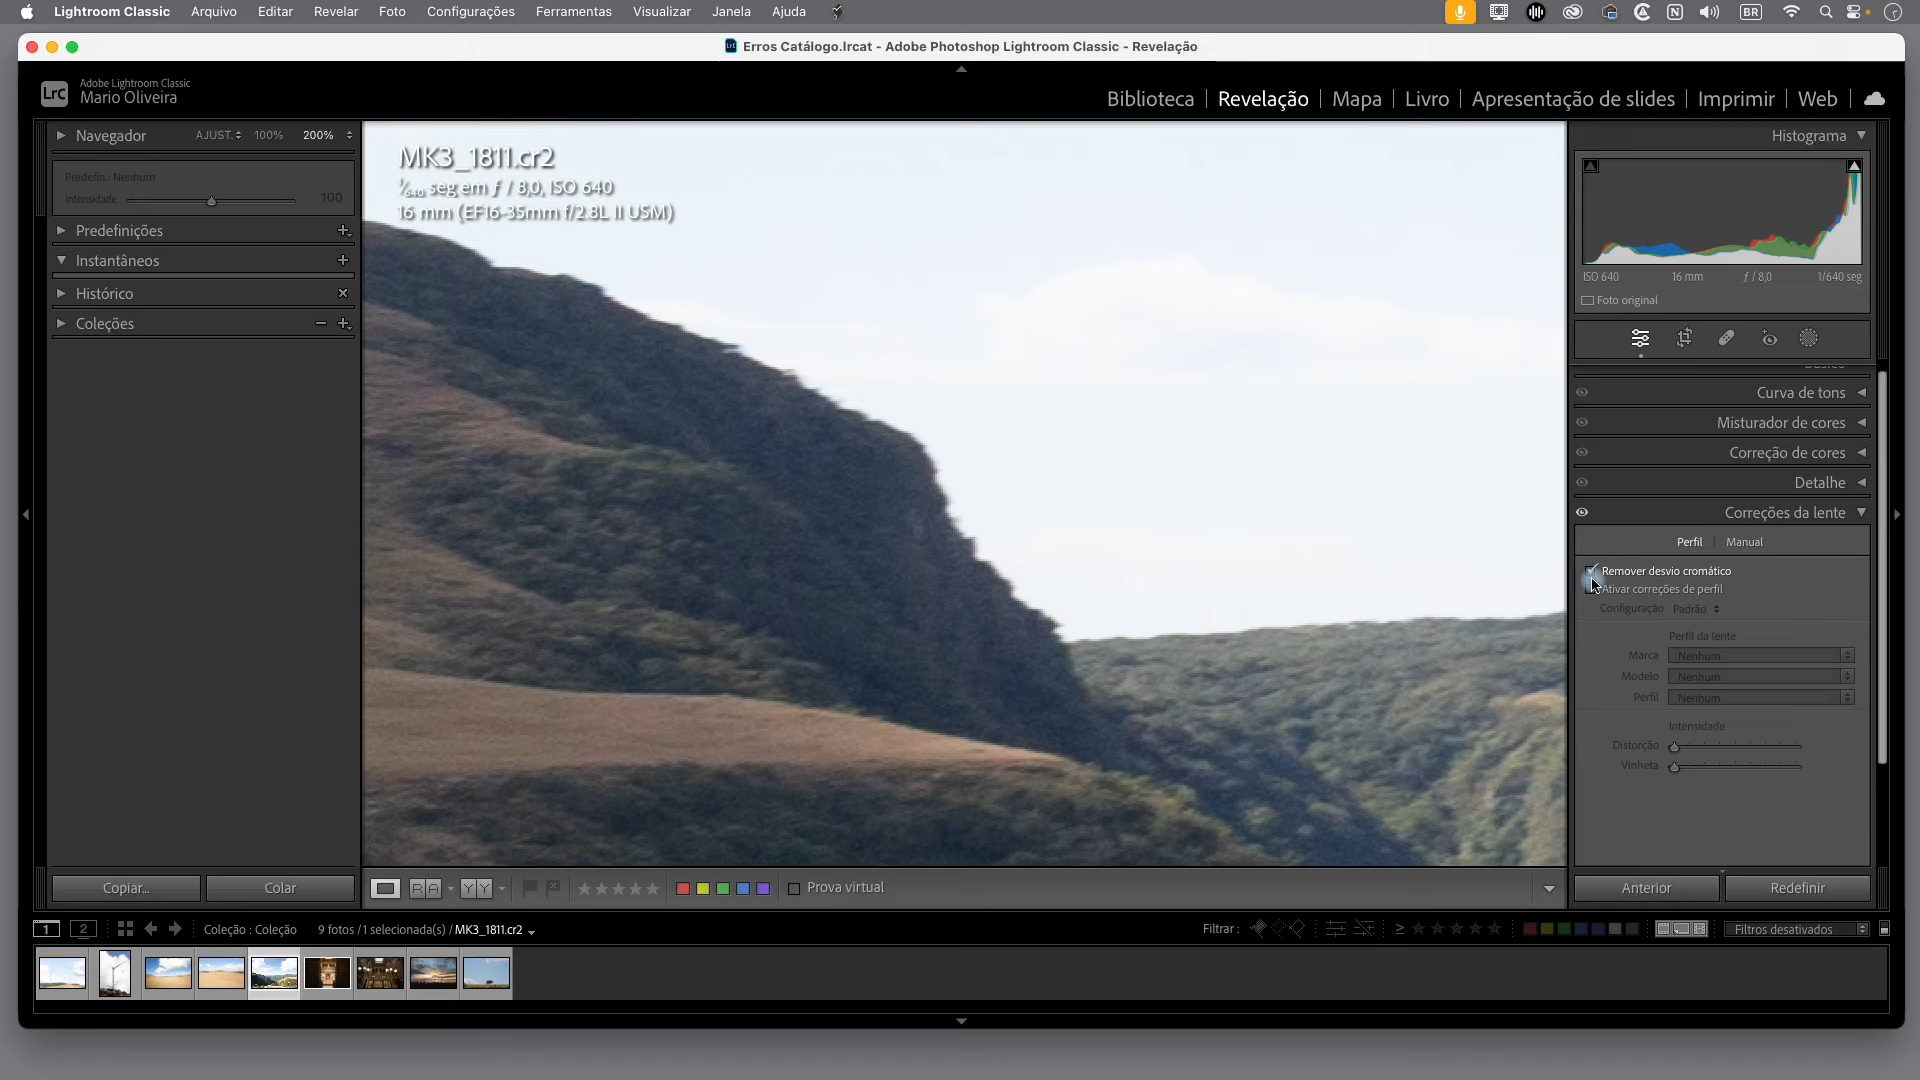 Lightroom Classic Arquivo Editar Revelar Foto Configurações Ferramentas Visualizar Janela Ajuda BR
Erros Catálogo.lrcat - Adobe Photoshop Lightroom Classic - Revelação
LrC Adobe Lightroom Classic
Mario Oliveira
Biblioteca | Revelação | Mapa | Livro | Apresentação de slides | Imprimir | Web
Navegador AJUST. 100% 200%
Predefin.: Nenhum
Intensidade 100
Predefinições
Instantâneos
Histórico
Coleções
MK3_1811.cr2
1/640 seg em ƒ / 8,0, ISO 640
16 mm (EF16-35mm f/2.8L II USM)
Histograma
ISO 640 16 mm ƒ / 8,0 1/640 seg
Foto original
Básico
Curva de tons
Misturador de cores
Correção de cores
Detalhe
Correções da lente
Perfil | Manual
Remover desvio cromático
Ativar correções de perfil
Configuração Padrão
Perfil da lente
Marca Nenhum
Modelo Nenhum
Perfil Nenhum
Intensidade
Distorção
Vinheta
Copiar... Colar
R A Y Y
Prova virtual
Anterior Redefinir
1 2 Coleção : Coleção 9 fotos /1 selecionada(s) /MK3_1811.cr2
Filtrar : ≥ Filtros desativados